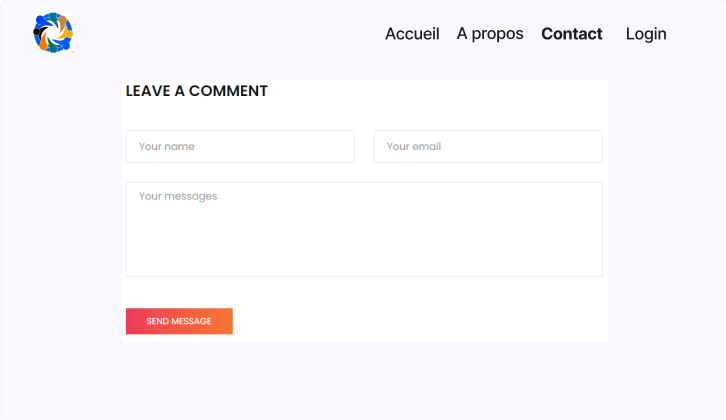 Accueil A propos Contact Login
LEAVE A COMMENT
Your name Your email
Your messages
SEND MESSAGE